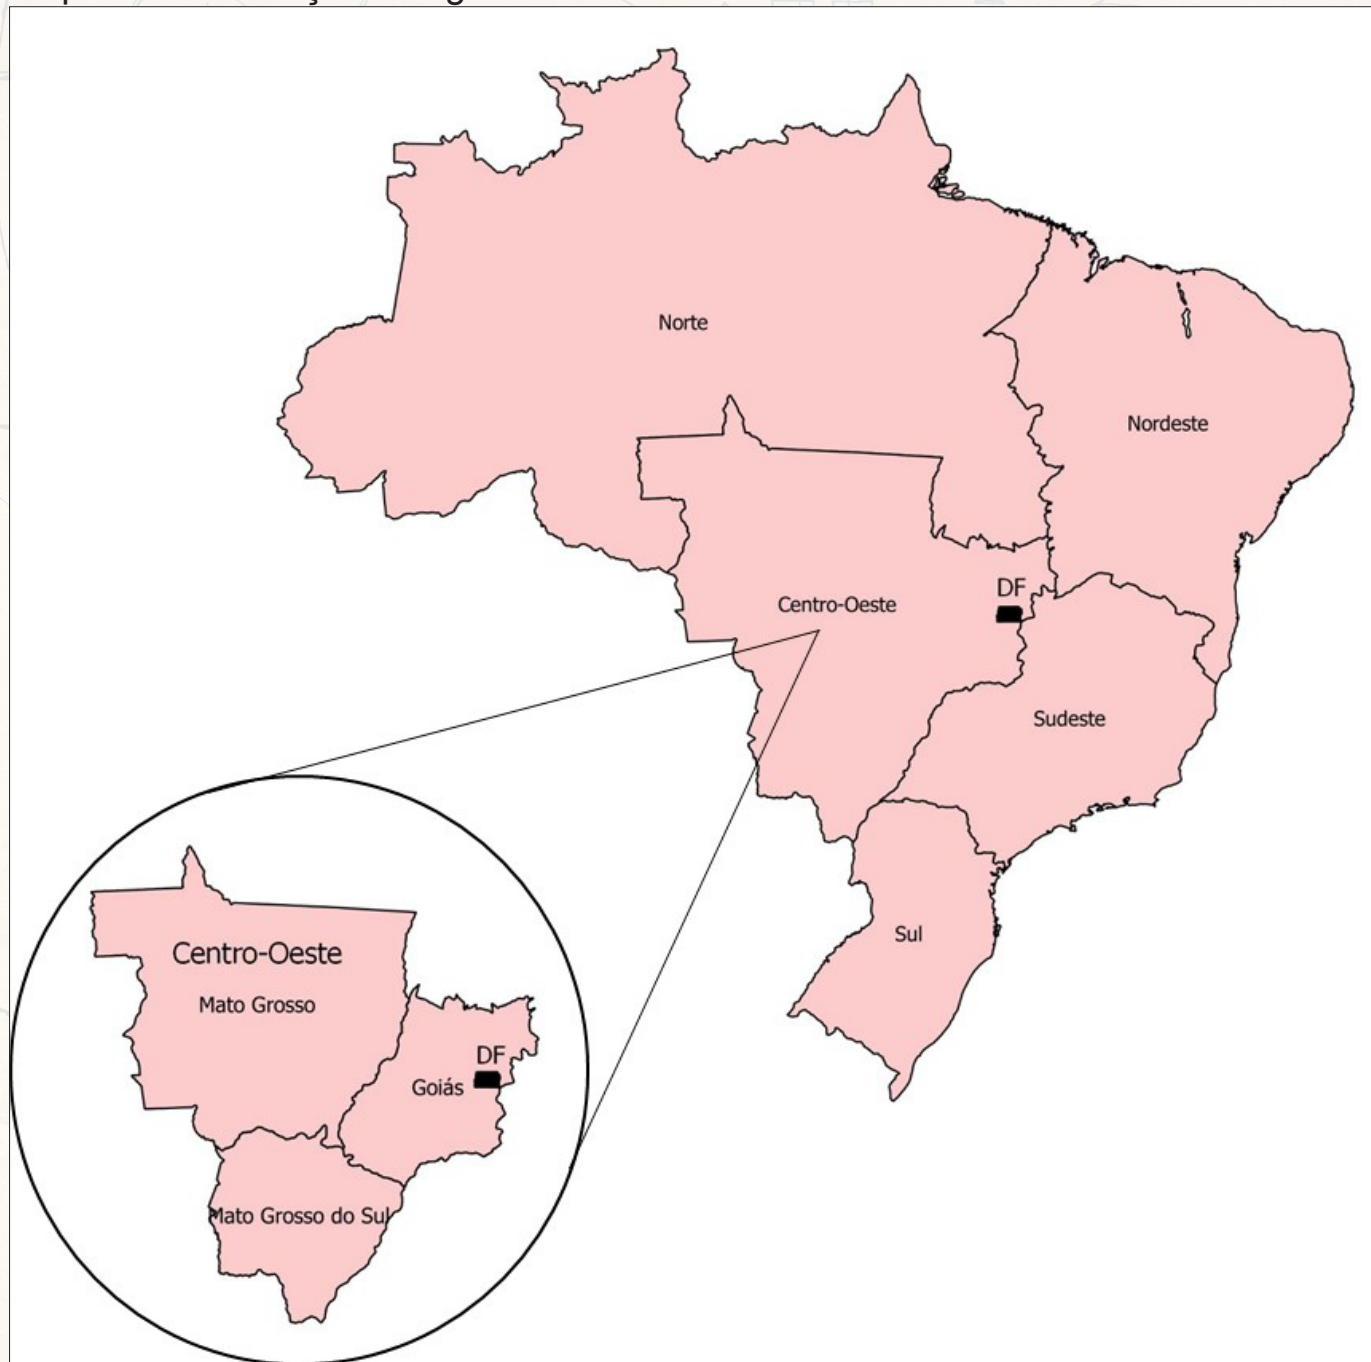 Norte
Nordeste
DF
Centro-Oeste
Sudeste
Sul
Centro-Oeste
Mato Grosso
DF
Goiás
Mato Grosso do Sul